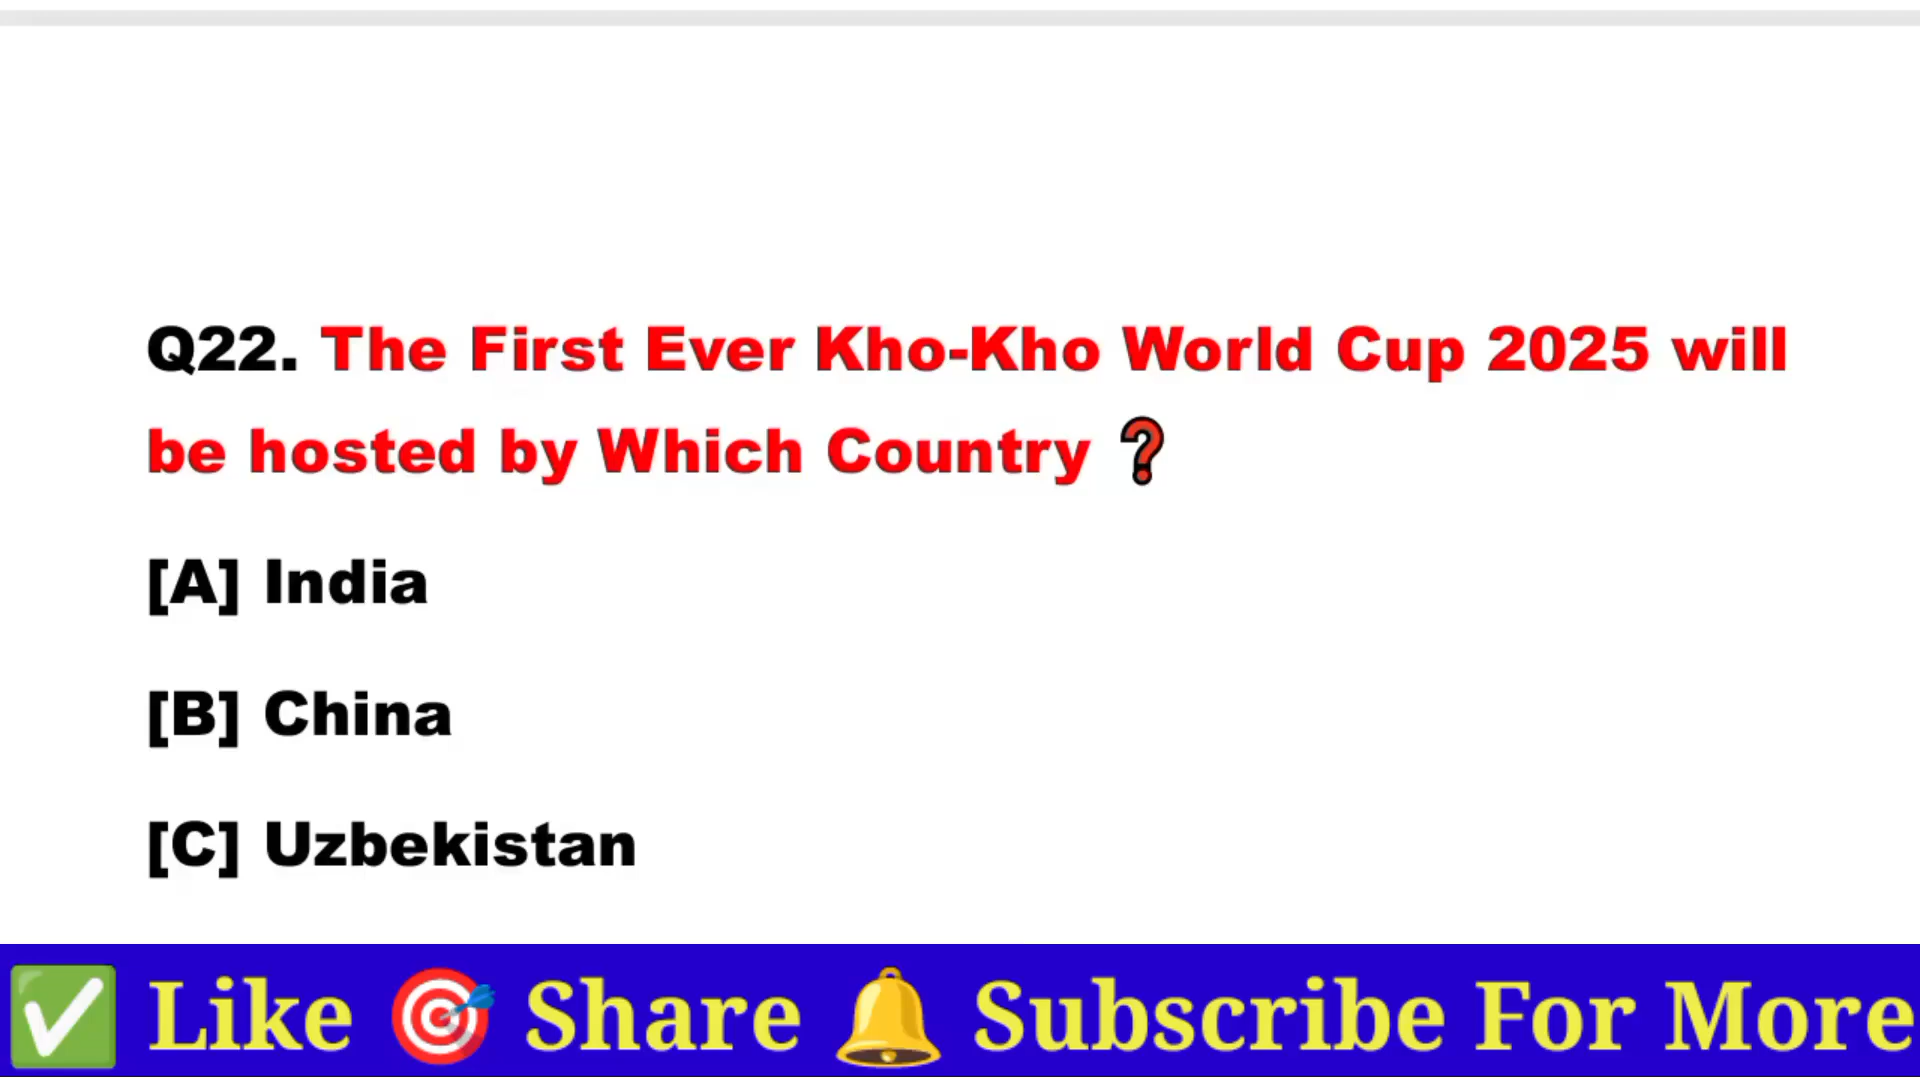 Q22. The First Ever Kho-Kho World Cup 2025 will
be hosted by Which Country ❓
[A] India
[B] China
[C] Uzbekistan
✅ Like 🎯 Share 🔔 Subscribe For More